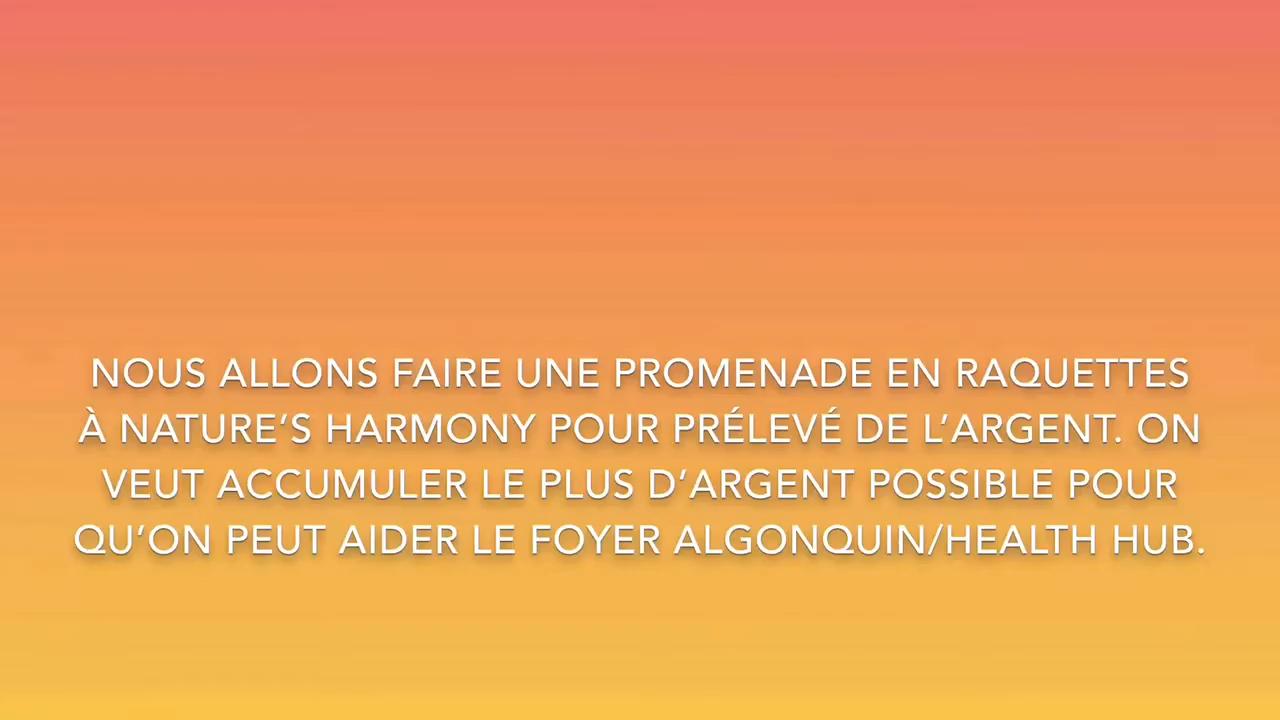 NOUS ALLONS FAIRE UNE PROMENADE EN RAQUETTES
À NATURE’S HARMONY POUR PRÉLEVÉ DE L’ARGENT. ON
VEUT ACCUMULER LE PLUS D’ARGENT POSSIBLE POUR
QU’ON PEUT AIDER LE FOYER ALGONQUIN/HEALTH HUB.